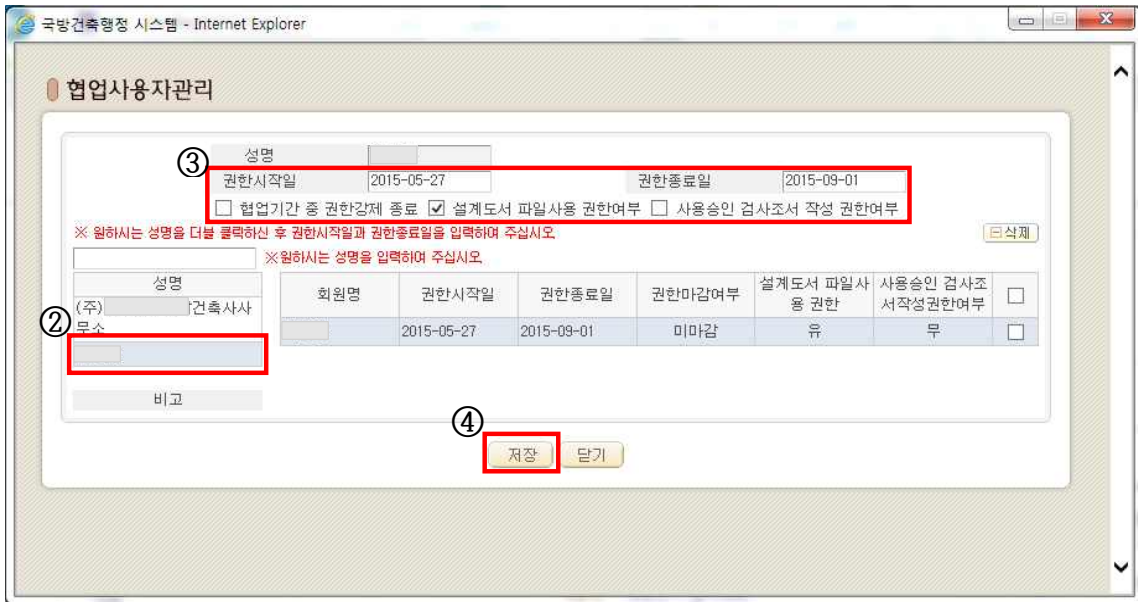 국방건축행정 시스템 - Internet Explorer
협업사용자관리
③
성명
권한시작일 2015-05-27 권한종료일 2015-09-01
협업기간 중 권한강제 종료 설계도서 파일사용 권한여부 사용승인 검사조서 작성 권한여부
※ 원하시는 성명을 더블 클릭하신 후 권한시작일과 권한종료일을 입력하여 주십시오.
삭제
※원하시는 성명을 입력하여 주십시오.
성명
(주) 건축사사
무소
②
비고
회원명 권한시작일 권한종료일 권한마감여부 설계도서 파일사 사용승인 검사조
용 권한 서작성권한여부
2015-05-27 2015-09-01 미마감 유 무
④
저장 닫기